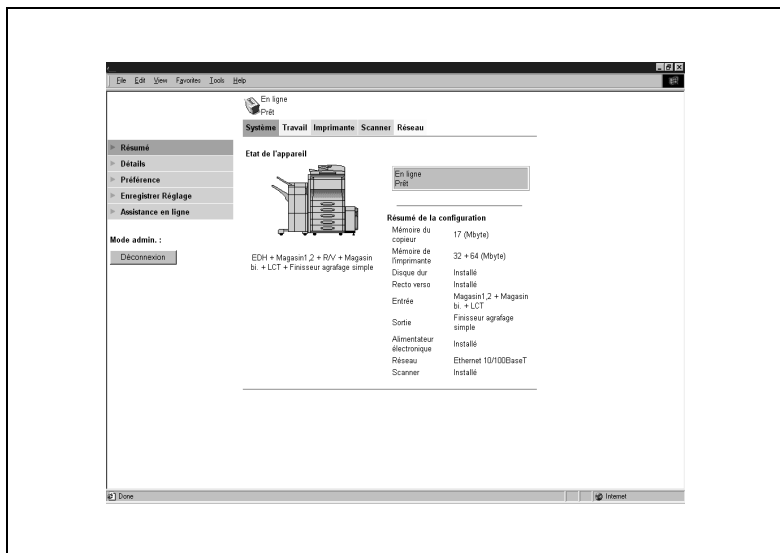 File Edit View Favorites Tools Help
En ligne
Prêt
Système Travail Imprimante Scanner Réseau
Résumé
Détails
Préférence
Enregistrer Réglage
Assistance en ligne
Mode admin. :
Déconnexion
Etat de l'appareil
EDH + Magasin1,2 + R/V + Magasin
bi. + LCT + Finisseur agrafage simple
En ligne
Prêt
Résumé de la configuration
Mémoire du
copieur
17 (Mbyte)
Mémoire de
l'imprimante
32 + 64 (Mbyte)
Disque dur Installé
Recto verso Installé
Entrée
Magasin1,2 + Magasin
bi. + LCT
Sortie
Finisseur agrafage
simple
Alimentateur
électronique
Installé
Réseau Ethernet 10/100BaseT
Scanner Installé
Done Internet